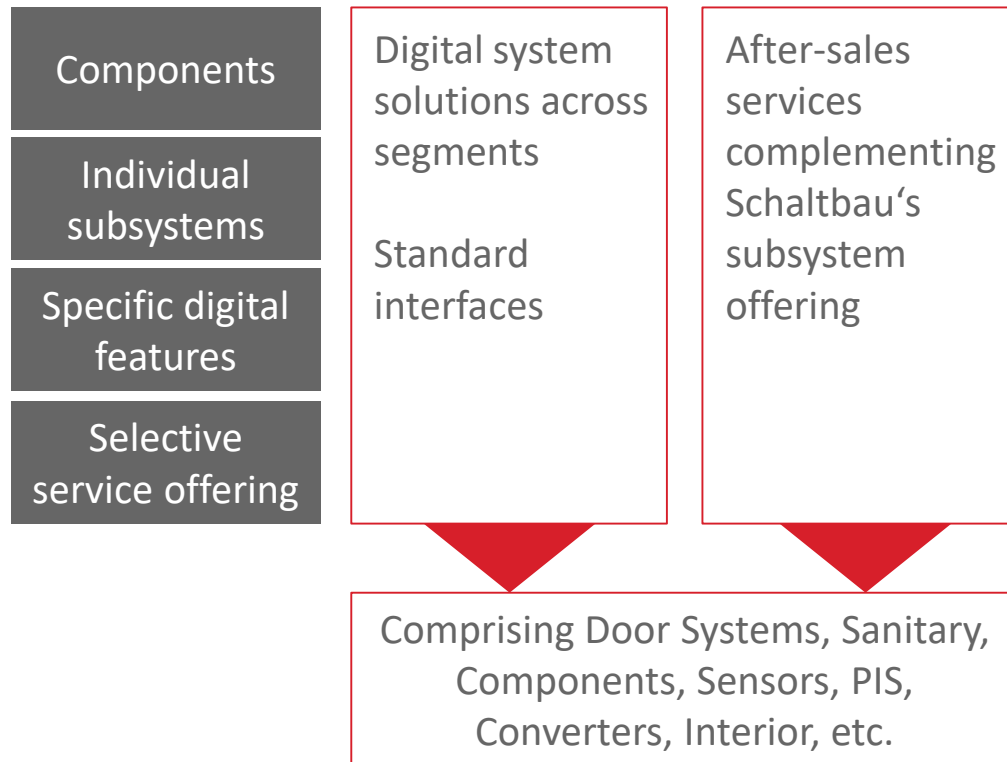 Components
Individual
subsystems
Specific digital
features
Selective
service offering
Digital system
solutions across
segments
Standard
interfaces
After-sales
services
complementing
Schaltbau‘s
subsystem
offering
Comprising Door Systems, Sanitary,
Components, Sensors, PIS,
Converters, Interior, etc.